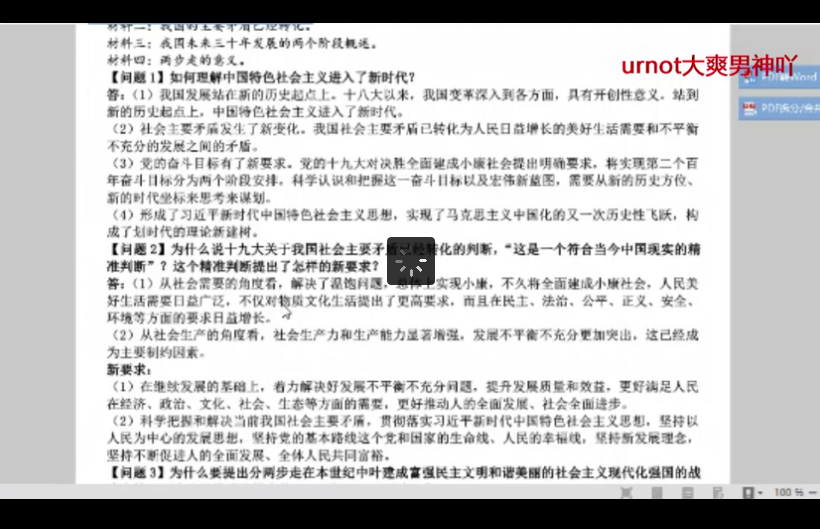 材料二：我国的主要矛盾已经转化。
材料三：我国未来三十年发展的两个阶段概述。
材料四：两步走的意义。
urnot大爽男神吖
【问题1】如何理解中国特色社会主义进入了新时代？
答：（1）我国发展站在新的历史起点上。十八大以来，我国变革深入到各方面，具有开创性意义。站到
新的历史起点上，中国特色社会主义进入了新时代。
（2）社会主要矛盾发生了新变化。我国社会主要矛盾已转化为人民日益增长的美好生活需要和不平衡
不充分的发展之间的矛盾。
（3）党的奋斗目标有了新要求。党的十九大对决胜全面建成小康社会提出明确要求，将实现第二个百
年奋斗目标分为两个阶段安排，科学认识和把握这一奋斗目标以及宏伟新蓝图，需要从新的历史方位、
新的时代坐标来思考来谋划。
（4）形成了习近平新时代中国特色社会主义思想，实现了马克思主义中国化的又一次历史性飞跃，构
成了划时代的理论新建树。
【问题2】为什么说十九大关于我国社会主要矛盾已经转化的判断，“这是一个符合当今中国现实的精
准判断”？这个精准判断提出了怎样的新要求？
答：（1）从社会需要的角度看，解决了温饱问题，总体上实现小康，不久将全面建成小康社会，人民美
好生活需要日益广泛，不仅对物质文化生活提出了更高要求，而且在民主、法治、公平、正义、安全、
环境等方面的要求日益增长。
（2）从社会生产的角度看，社会生产力和生产能力显著增强，发展不平衡不充分更加突出，这已经成
为主要制约因素。
新要求：
（1）在继续发展的基础上，着力解决好发展不平衡不充分问题，提升发展质量和效益，更好满足人民
在经济、政治、文化、社会、生态等方面的需要，更好推动人的全面发展、社会全面进步。
（2）科学把握和解决当前我国社会主要矛盾，贯彻落实习近平新时代中国特色社会主义思想，坚持以
人民为中心的发展思想，坚持党的基本路线这个党和国家的生命线、人民的幸福线，坚持新发展理念，
坚持不断促进人的全面发展、全体人民共同富裕。
【问题3】为什么要提出分两步走在本世纪中叶建成富强民主文明和谐美丽的社会主义现代化强国的战
PDF转Word
PDF拆分/合并
100 %